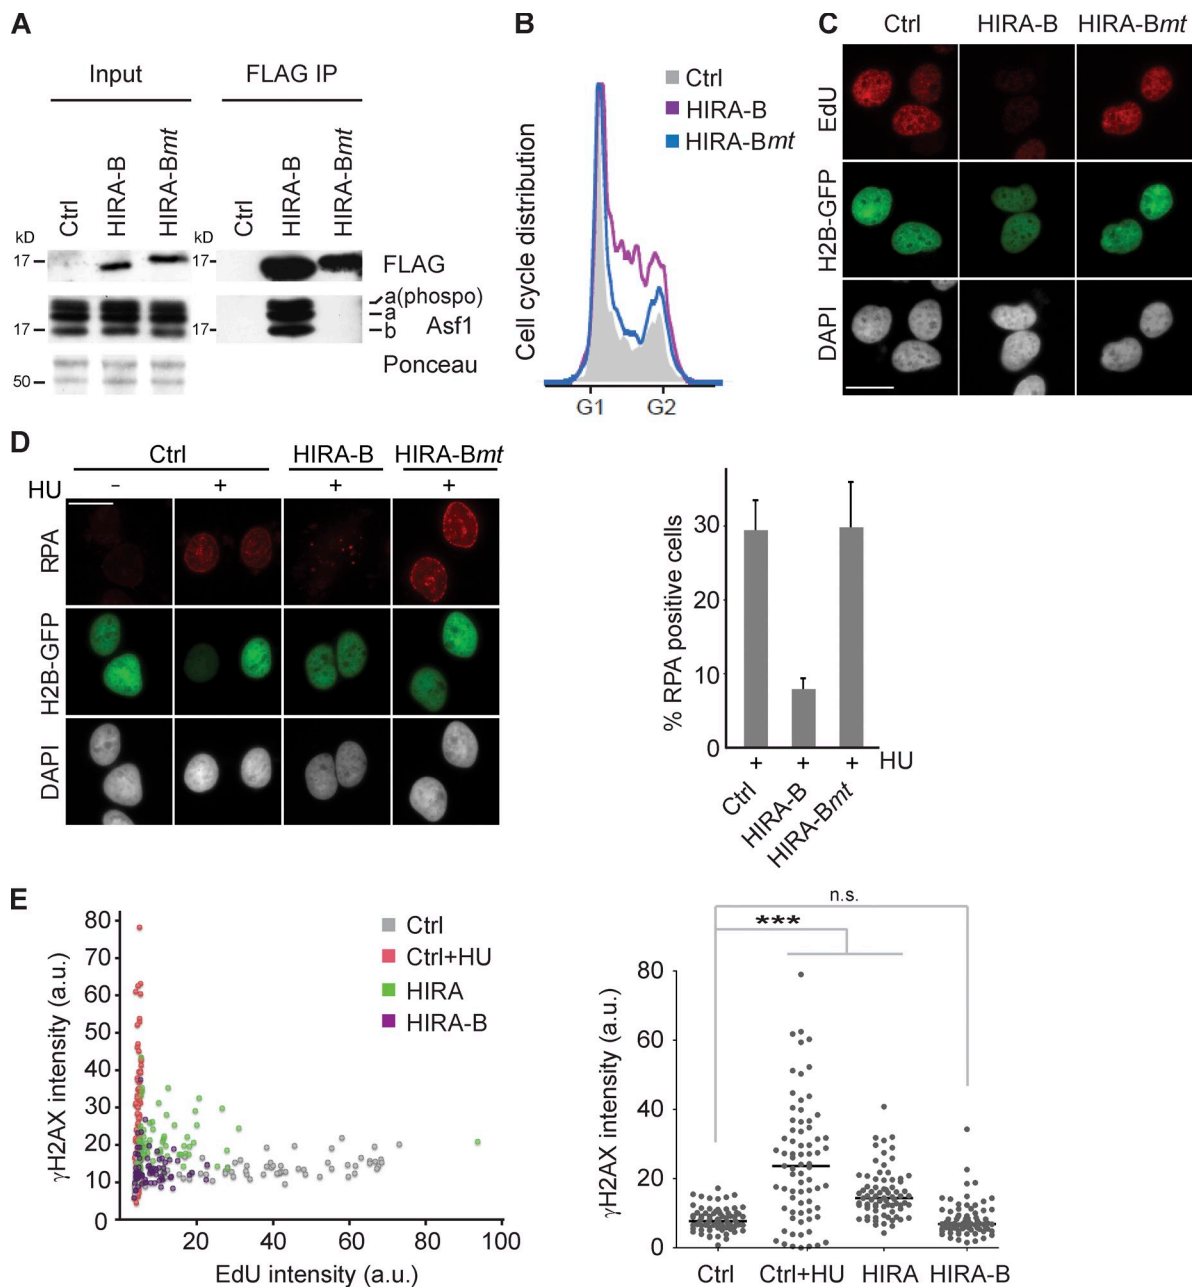 A
Input
FLAG IP
Ctrl
HIRA-B
HIRA-Bmt
Ctrl
HIRA-B
HIRA-Bmt
kD
kD
17
17
FLAG
a(phospo)
a
17
17
b
Asf1
50
Ponceau
B
Ctrl
HIRA-B
HIRA-Bmt
Cell cycle distribution
G1
G2
C
Ctrl
HIRA-B
HIRA-Bmt
EdU
H2B-GFP
DAPI
D
Ctrl
HIRA-B
HIRA-Bmt
HU
– + + +
RPA
H2B-GFP
DAPI
% RPA positive cells
30
20
10
0
+ + + HU
Ctrl
HIRA-B
HIRA-Bmt
E
γH2AX intensity (a.u.)
80
70
60
50
40
30
20
10
0
20 40 60 80 100
EdU intensity (a.u.)
Ctrl
Ctrl+HU
HIRA
HIRA-B
n.s.
***
γH2AX intensity (a.u.)
80
60
40
20
0
Ctrl Ctrl+HU HIRA HIRA-B